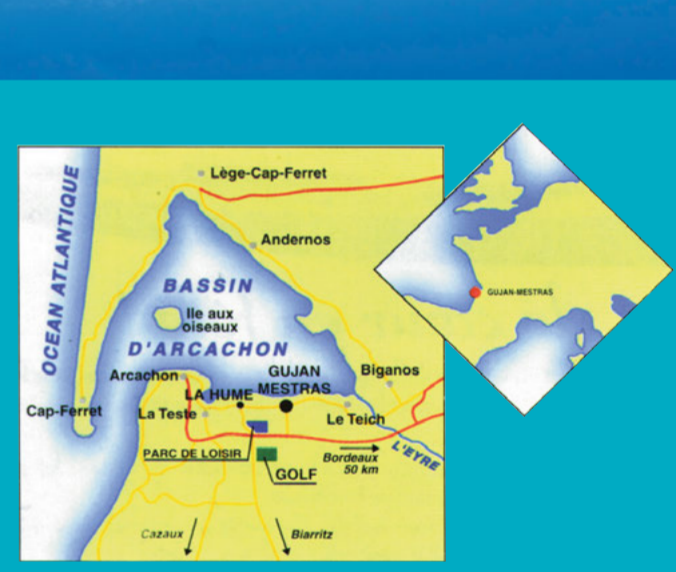 Lège-Cap-Ferret
OCEAN ATLANTIQUE
Andernos
BASSIN
Ile aux
oiseaux
GUJAN-MESTRAS
D'ARCACHON
Arcachon
GUJAN
MESTRAS
Biganos
LA HUME
Cap-Ferret
La Teste
Le Teich
PARC DE LOISIR
L'EYRE
Bordeaux
50 km
GOLF
Cazaux
Biarritz